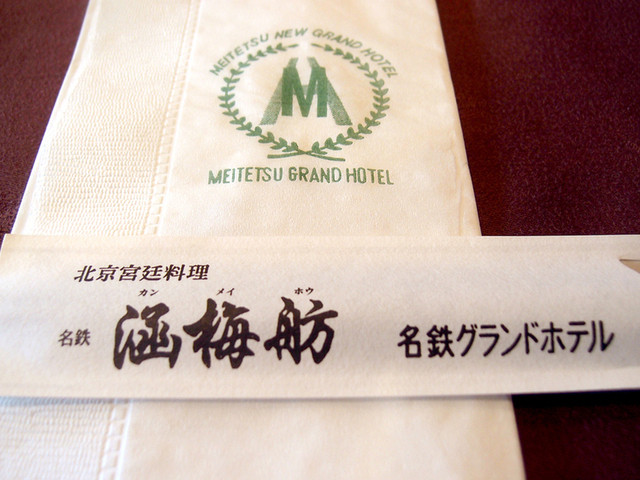 MEITETSU NEW GRAND HOTEL
M
MEITETSU GRAND HOTEL
北京宮廷料理
カン メイ ホウ
名鉄 涵梅舫 名鉄グランドホテル